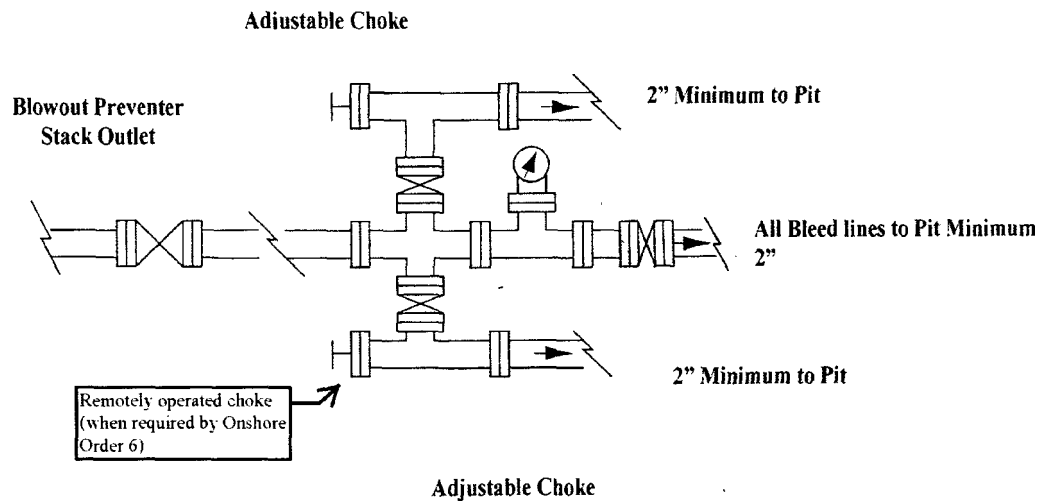 Adiustable Choke
Blowout Preventer
Stack Outlet
2" Minimum to Pit
All Bleed lines to Pit Minimum
2"
2" Minimum to Pit
Remotely operated choke
(when required by Onshore
Order 6)
Adjustable Choke